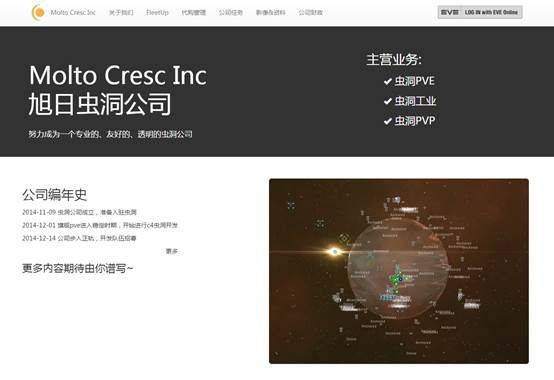 Molto Cresc Inc 关于我们 FleetUp 代购管理 公司任务 影像&资料 公司财政
EVE LOG IN with EVE Online
Molto Cresc Inc
旭日虫洞公司
努力成为一个专业的、友好的、透明的虫洞公司
主营业务:
虫洞PVE
虫洞工业
虫洞PVP
公司编年史
2014-11-09 虫洞公司成立，准备入驻虫洞
2014-12-01 旗舰pve进入稳定时期，开始进行c4虫洞开发
2014-12-14 公司步入正轨，开发队伍招募
更多
更多内容期待由你谱写~